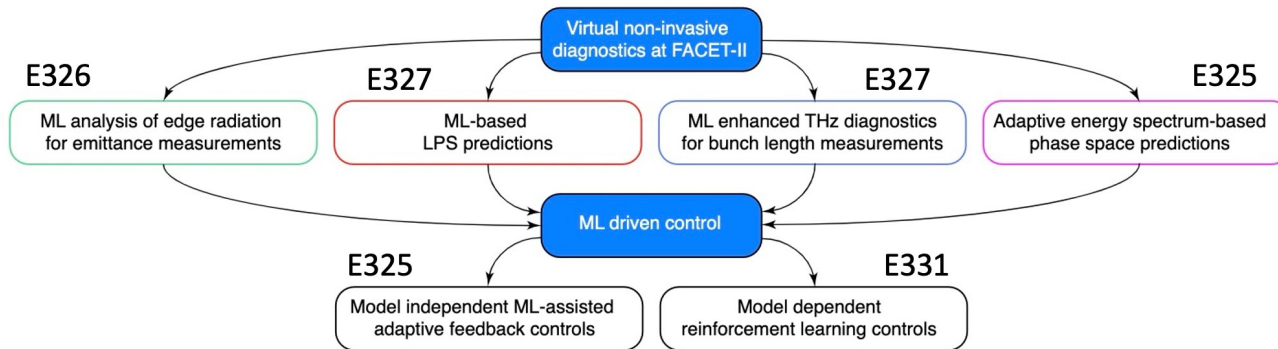 Virtual non-invasive
diagnostics at FACET-II
E326
E327
E327
E325
ML analysis of edge radiation
for emittance measurements
ML-based
LPS predictions
ML enhanced THz diagnostics
for bunch length measurements
Adaptive energy spectrum-based
phase space predictions
ML driven control
E325
E331
Model independent ML-assisted
adaptive feedback controls
Model dependent
reinforcement learning controls